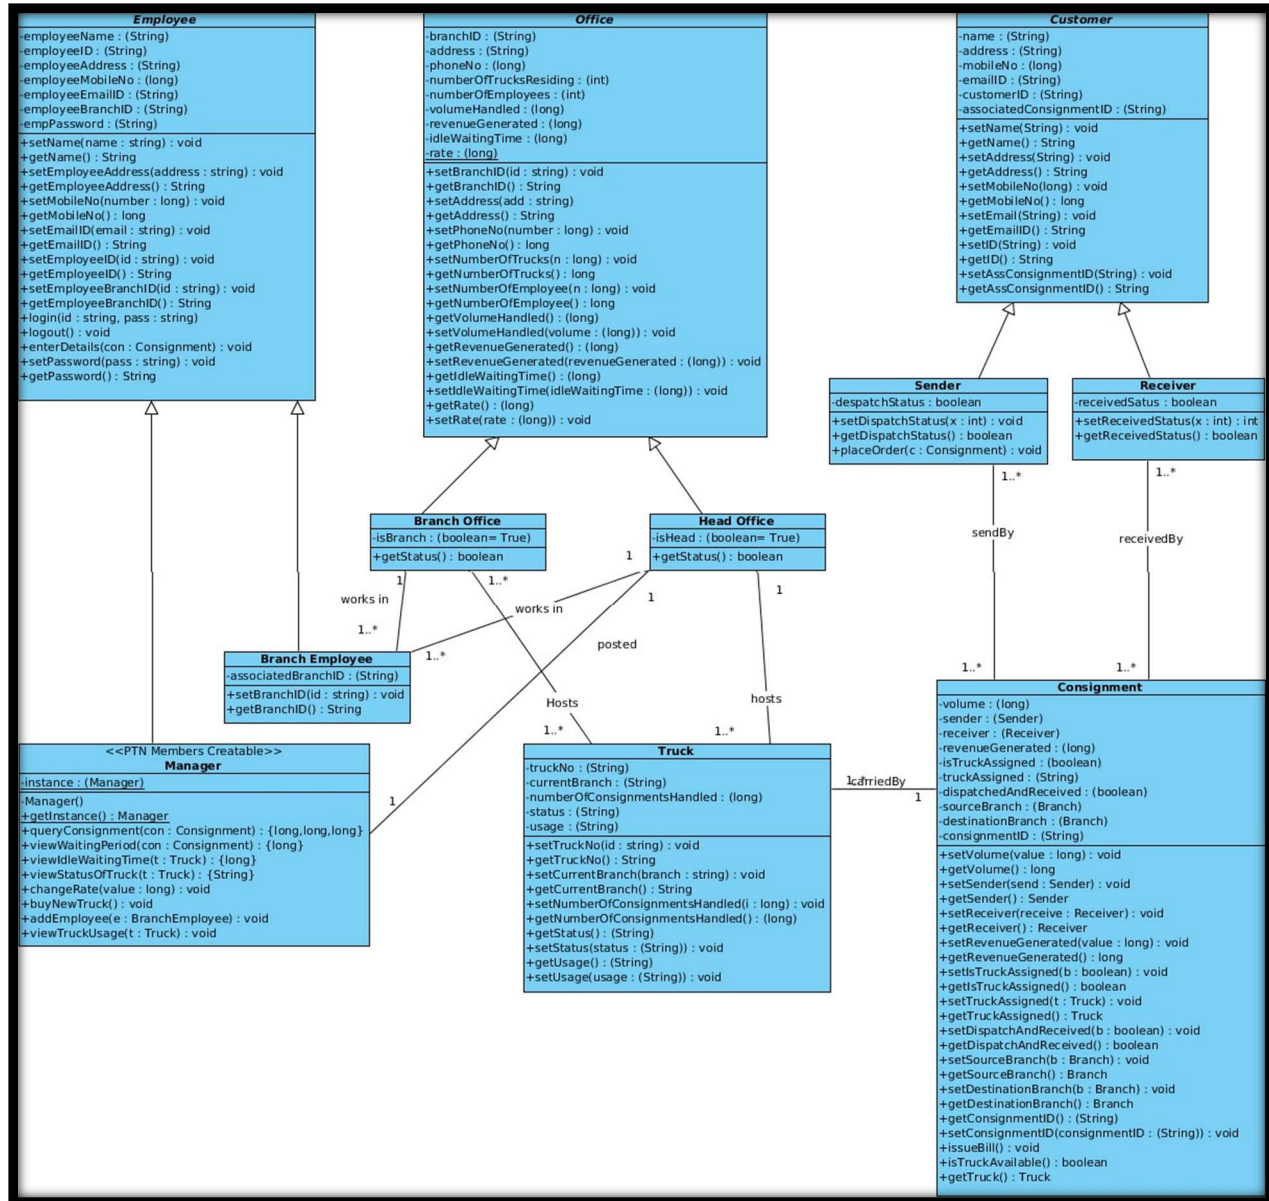 Employee
-employeeName : (String)
-employeeID : (String)
-employeeAddress : (String)
-employeeMobileNo : (long)
-employeeEmailID : (String)
-employeeBranchID : (String)
-empPassword : (String)
+setName(name : string) : void
+getName() : String
+setEmployeeAddress(address : string) : void
+getEmployeeAddress() : String
+setMobileNo(number : long) : void
+getMobileNo() : long
+setEmailID(email : string) : void
+getEmailID() : String
+setEmployeeID(id : string) : void
+getEmployeeID() : String
+setEmployeeBranchID(id : string) : void
+getEmployeeBranchID() : String
+login(id : string, pass : string)
+logout() : void
+enterDetails(con : Consignment) : void
+setPassword(pass : string) : void
+getPassword() : String
Office
-branchID : (String)
-address : (String)
-phoneNo : (long)
-numberOfTrucksResiding : (int)
-numberOfEmployees : (int)
-volumeHandled : (long)
-revenueGenerated : (long)
-idleWaitingTime : (long)
-rate : (long)
+setBranchID(id : string) : void
+getBranchID() : String
+setAddress(add : string)
+getAddress() : String
+setPhoneNo(number : long) : void
+getPhoneNo() : long
+setNumberOfTrucks(n : long) : void
+getNumberOfTrucks() : long
+setNumberOfEmployee(n : long) : void
+getNumberOfEmployee() : long
+getVolumeHandled() : (long)
+setVolumeHandled(volume : (long)) : void
+getRevenueGenerated() : (long)
+setRevenueGenerated(revenueGenerated : (long)) : void
+getIdleWaitingTime() : (long)
+setIdleWaitingTime(idleWaitingTime : (long)) : void
+getRate() : (long)
+setRate(rate : (long)) : void
Customer
-name : (String)
-address : (String)
-mobileNo : (long)
-emailID : (String)
-customerID : (String)
-associatedConsignmentID : (String)
+setName(String) : void
+getName() : String
+setAddress(String) : void
+getAddress() : String
+setMobileNo(long) : void
+getMobileNo() : long
+setEmail(String) : void
+getEmailID() : String
+setID(String) : void
+getID() : String
+setAssConsignmentID(String) : void
+getAssConsignmentID() : String
Sender
-despatchStatus : boolean
+setDispatchStatus(x : int) : void
+getDispatchStatus() : boolean
+placeOrder(c : Consignment) : void
Receiver
-receivedSatus : boolean
+setReceivedStatus(x : int) : int
+getReceivedStatus() : boolean
1..*
1..*
sendBy
receivedBy
1..*
1..*
Branch Office
-isBranch : (boolean= True)
+getStatus() : boolean
Head Office
-isHead : (boolean= True)
+getStatus() : boolean
1
1..*
1
1
1
works in
works in
1..*
1..*
posted
Hosts
hosts
1..*
1..*
1
Branch Employee
-associatedBranchID : (String)
+setBranchID(id : string) : void
+getBranchID() : String
<<PTN Members Creatable>>
Manager
-instance : (Manager)
-Manager()
+getInstance() : Manager
+queryConsignment(con : Consignment) : {long,long,long}
+viewWaitingPeriod(con : Consignment) : {long}
+viewIdleWaitingTime(t : Truck) : {long}
+viewStatusOfTruck(t : Truck) : {String}
+changeRate(value : long) : void
+buyNewTruck() : void
+addEmployee(e : BranchEmployee) : void
+viewTruckUsage(t : Truck) : void
Truck
-truckNo : (String)
-currentBranch : (String)
-numberOfConsignmentsHandled : (long)
-status : (String)
-usage : (String)
+setTruckNo(id : string) : void
+getTruckNo() : String
+setCurrentBranch(branch : string) : void
+getCurrentBranch() : String
+setNumberOfConsignmentsHandled(i : long) : void
+getNumberOfConsignmentsHandled() : (long)
+getStatus() : (String)
+setStatus(status : (String)) : void
+getUsage() : (String)
+setUsage(usage : (String)) : void
1..*
carriedBy
1
Consignment
-volume : (long)
-sender : (Sender)
-receiver : (Receiver)
-revenueGenerated : (long)
-isTruckAssigned : (boolean)
-truckAssigned : (String)
-dispatchedAndReceived : (boolean)
-sourceBranch : (Branch)
-destinationBranch : (Branch)
-consignmentID : (String)
+setVolume(value : long) : void
+getVolume() : long
+setSender(send : Sender) : void
+getSender() : Sender
+setReceiver(receive : Receiver) : void
+getReceiver() : Receiver
+setRevenueGenerated(value : long) : void
+getRevenueGenerated() : long
+setIsTruckAssigned(b : boolean) : void
+getIsTruckAssigned() : boolean
+setTruckAssigned(t : Truck) : void
+getTruckAssigned() : Truck
+setDispatchAndReceived(b : boolean) : void
+getDispatchAndReceived() : boolean
+setSourceBranch(b : Branch) : void
+getSourceBranch() : Branch
+setDestinationBranch(b : Branch) : void
+getDestinationBranch() : Branch
+getConsignmentID() : (String)
+setConsignmentID(consignmentID : (String)) : void
+issueBill() : void
+isTruckAvailable() : boolean
+getTruck() : Truck